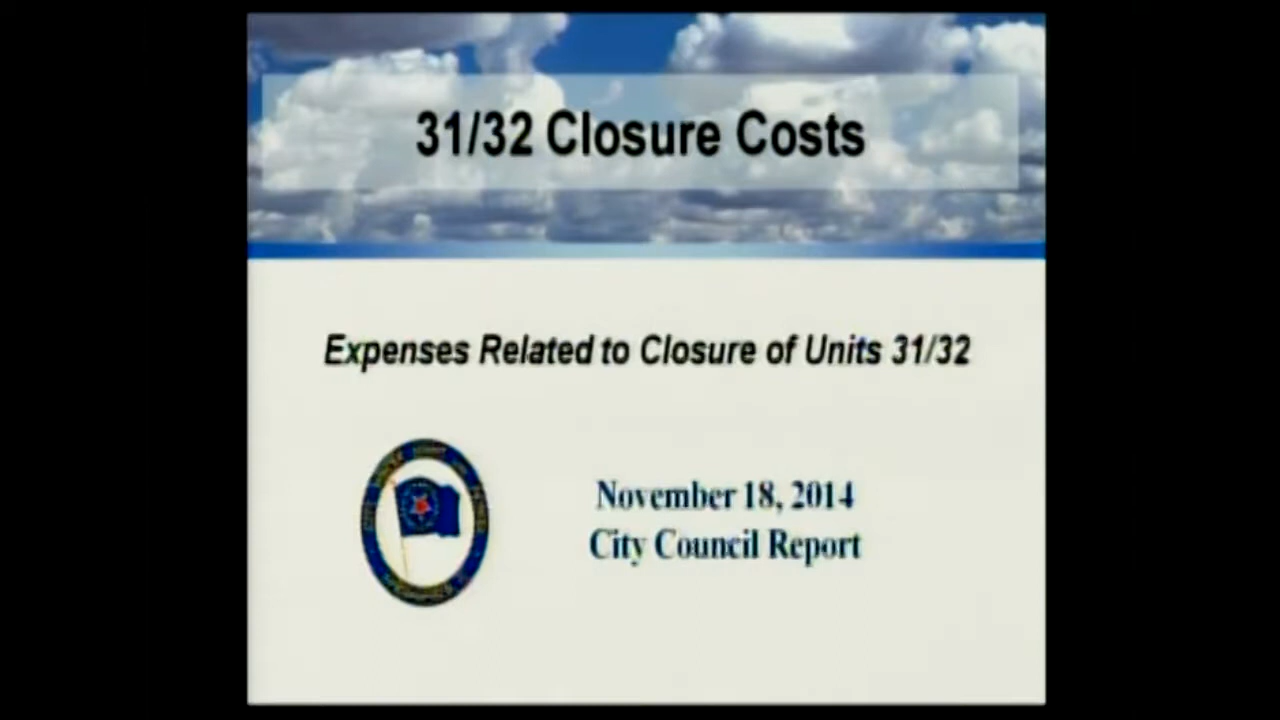 31/32 Closure Costs
Expenses Related to Closure of Units 31/32
November 18, 2014
City Council Report